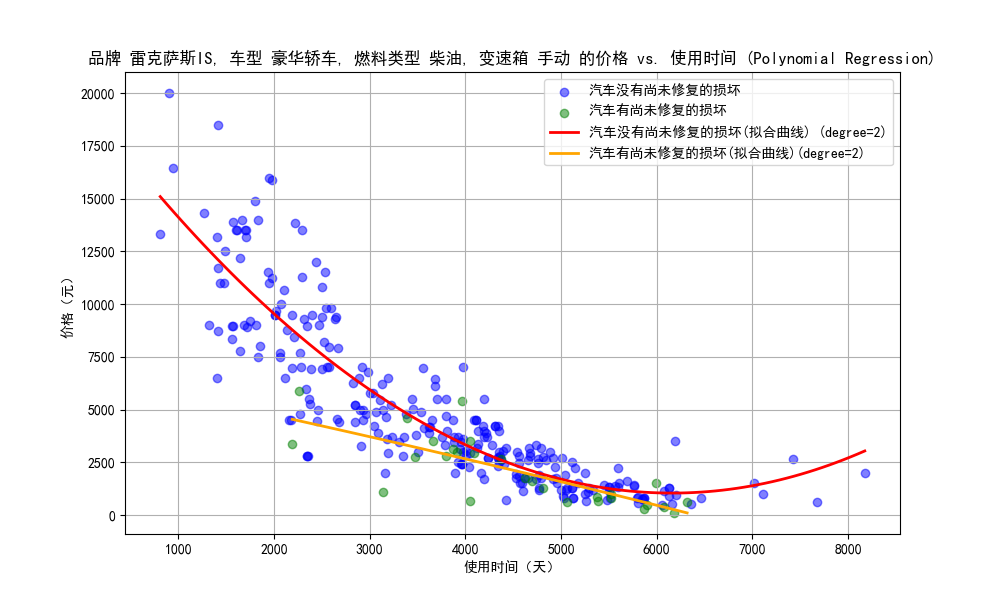 品牌 雷克萨斯IS, 车型 豪华轿车, 燃料类型 柴油, 变速箱 手动 的价格 vs. 使用时间 (Polynomial Regression)
汽车没有尚未修复的损坏
汽车有尚未修复的损坏
汽车没有尚未修复的损坏(拟合曲线) (degree=2)
汽车有尚未修复的损坏(拟合曲线)(degree=2)
价格（元）
20000
17500
15000
12500
10000
7500
5000
2500
0
1000 2000 3000 4000 5000 6000 7000 8000
使用时间（天）